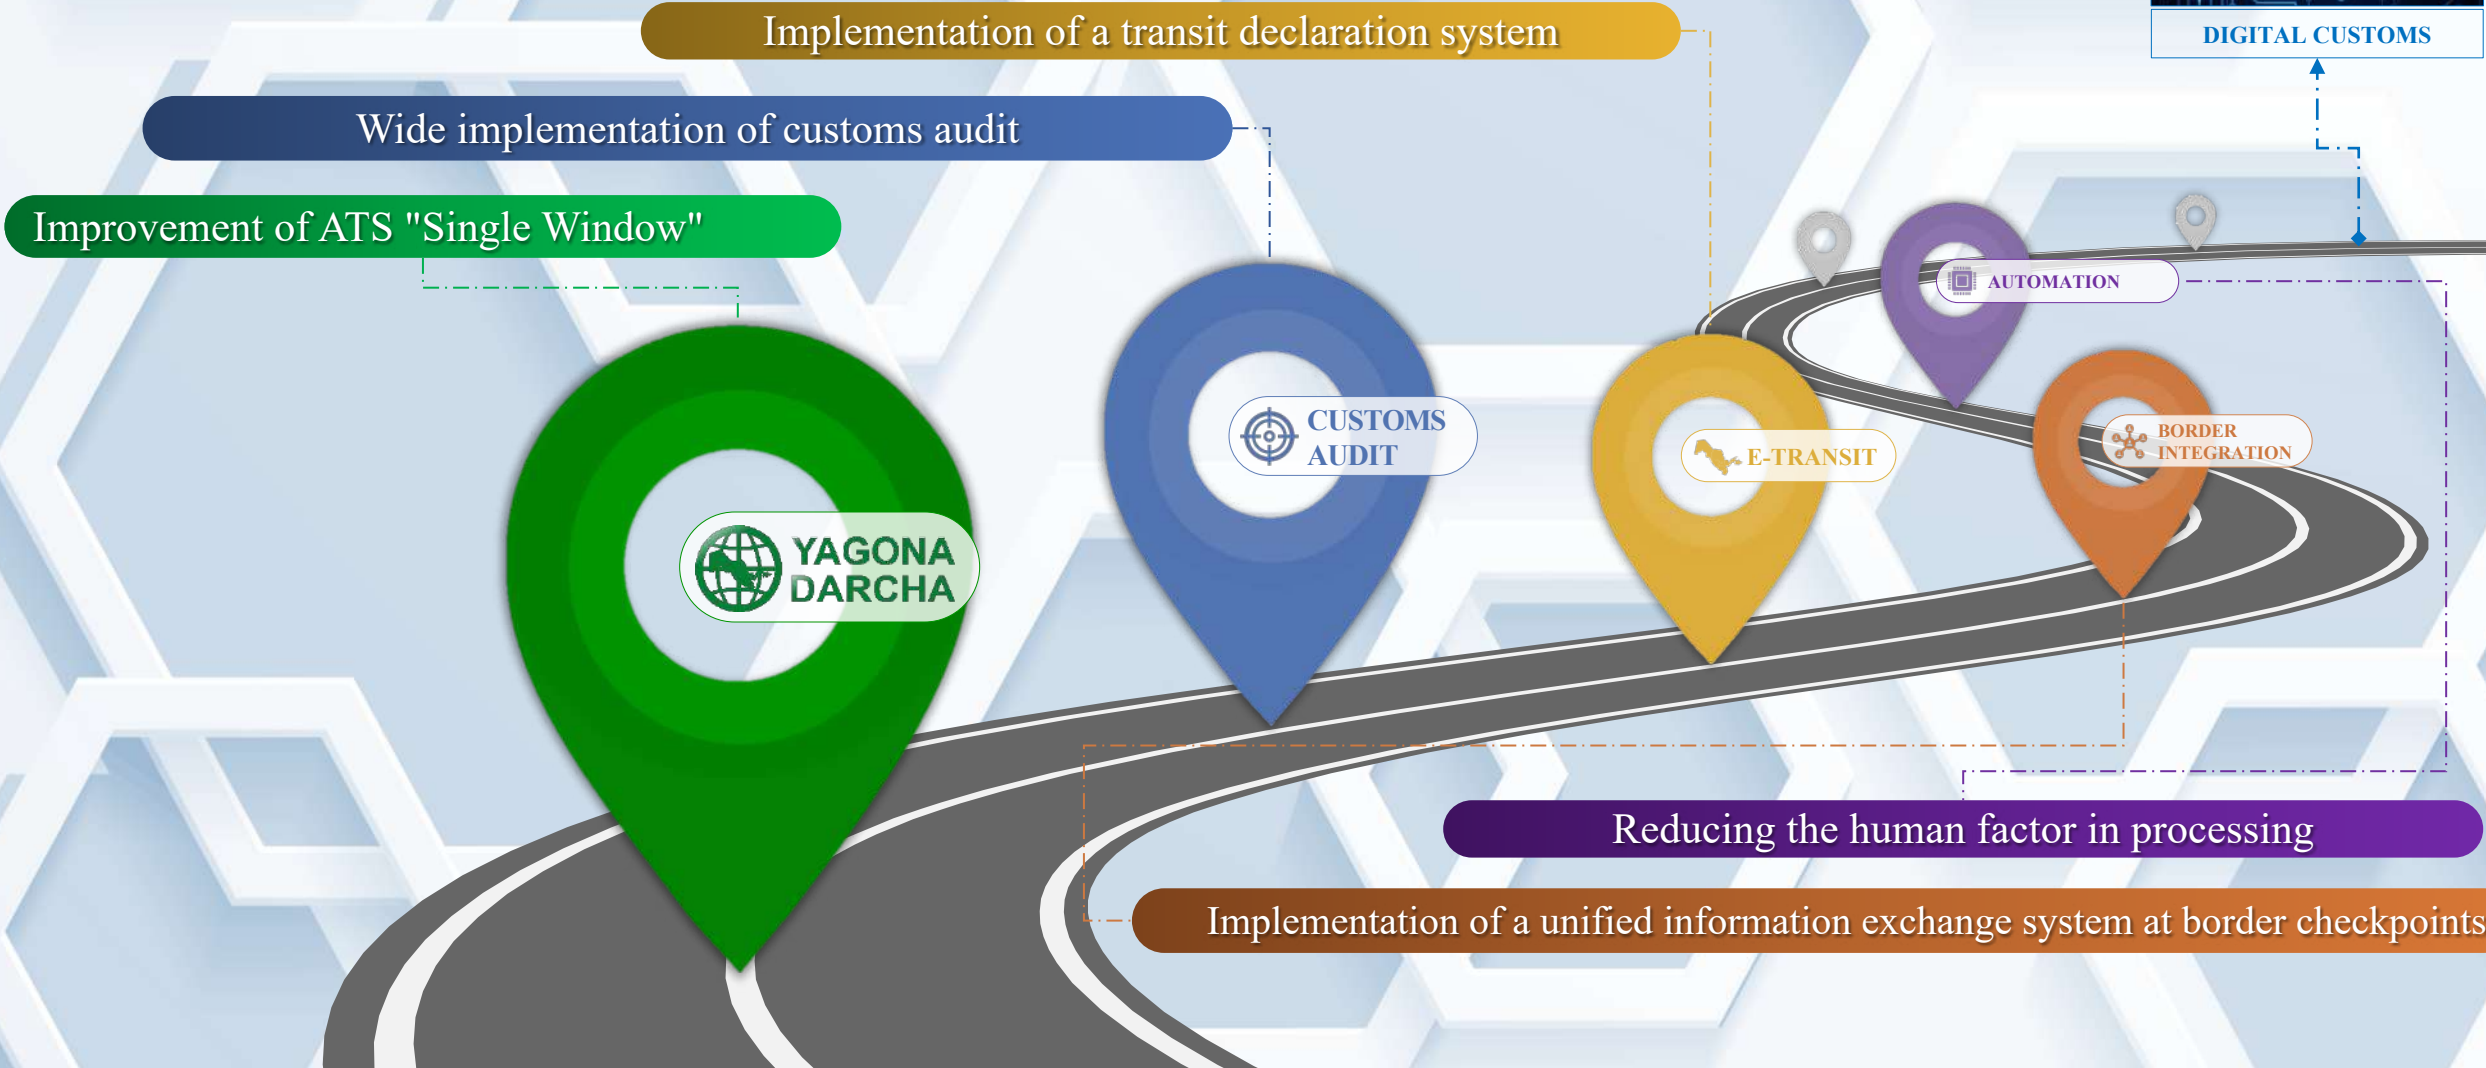 Implementation of a transit declaration system
DIGITAL CUSTOMS
Wide implementation of customs audit
Improvement of ATS "Single Window"
AUTOMATION
CUSTOMS
AUDIT
E-TRANSIT
BORDER
INTEGRATION
YAGONA
DARCHA
Reducing the human factor in processing
Implementation of a unified information exchange system at border checkpoints